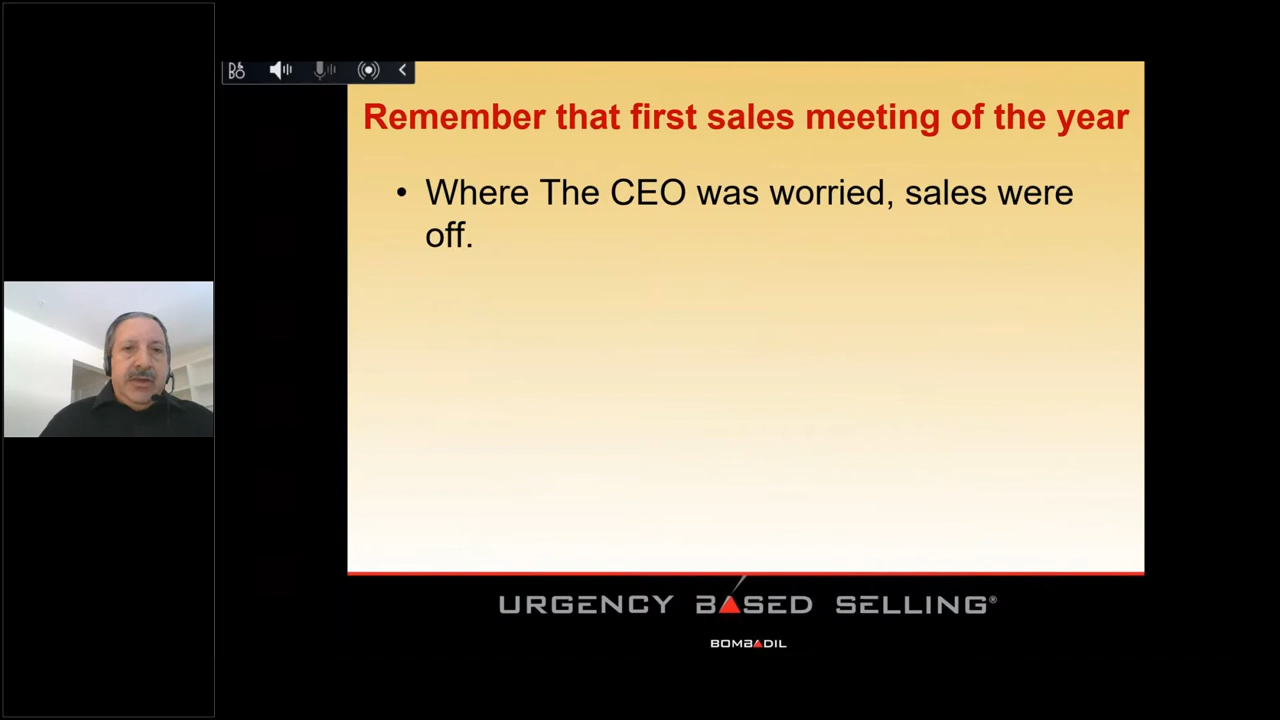 Remember that first sales meeting of the year
• Where The CEO was worried, sales were
off.
URGENCY BASED SELLING®
BOMBADIL